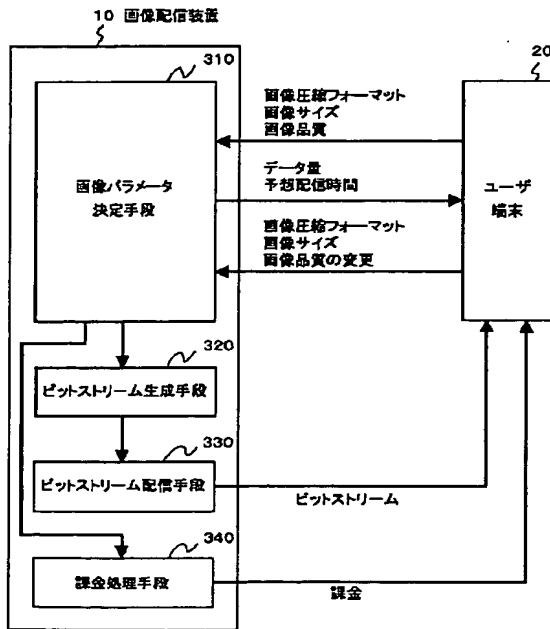 10 画像配信装置
310
画像パラメータ
決定手段
画像圧縮フォーマット
画像サイズ
画像品質
データ量
予想配信時間
画像圧縮フォーマット
画像サイズ
画像品質の変更
20
ユーザ
端末
320
ビットストリーム生成手段
330
ビットストリーム配信手段
ビットストリーム
340
課金処理手段
課金